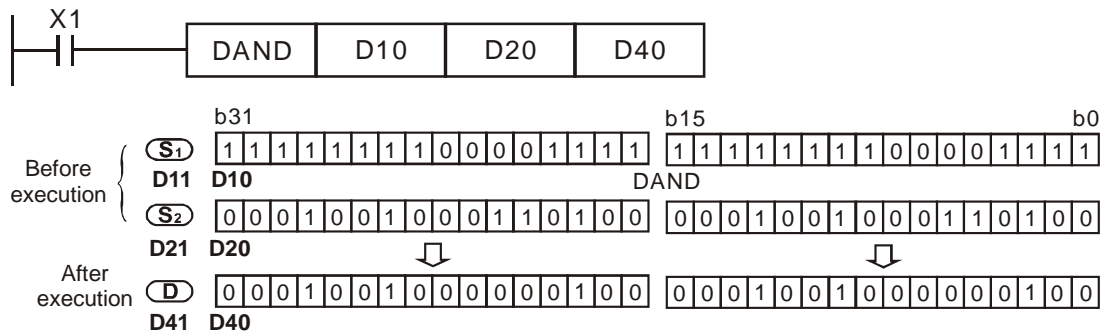 X1
DAND D10 D20 D40
b31 b15 b0
Before execution
S1 1 1 1 1 1 1 1 1 0 0 0 0 1 1 1 1 1 1 1 1 1 1 1 1 0 0 0 0 1 1 1 1
D11 D10
DAND
S2 0 0 0 1 0 0 1 0 0 0 1 1 0 1 0 0 0 0 0 1 0 0 1 0 0 0 1 1 0 1 0 0
D21 D20
After execution
D 0 0 0 1 0 0 1 0 0 0 0 0 0 1 0 0 0 0 0 1 0 0 1 0 0 0 0 0 0 1 0 0
D41 D40